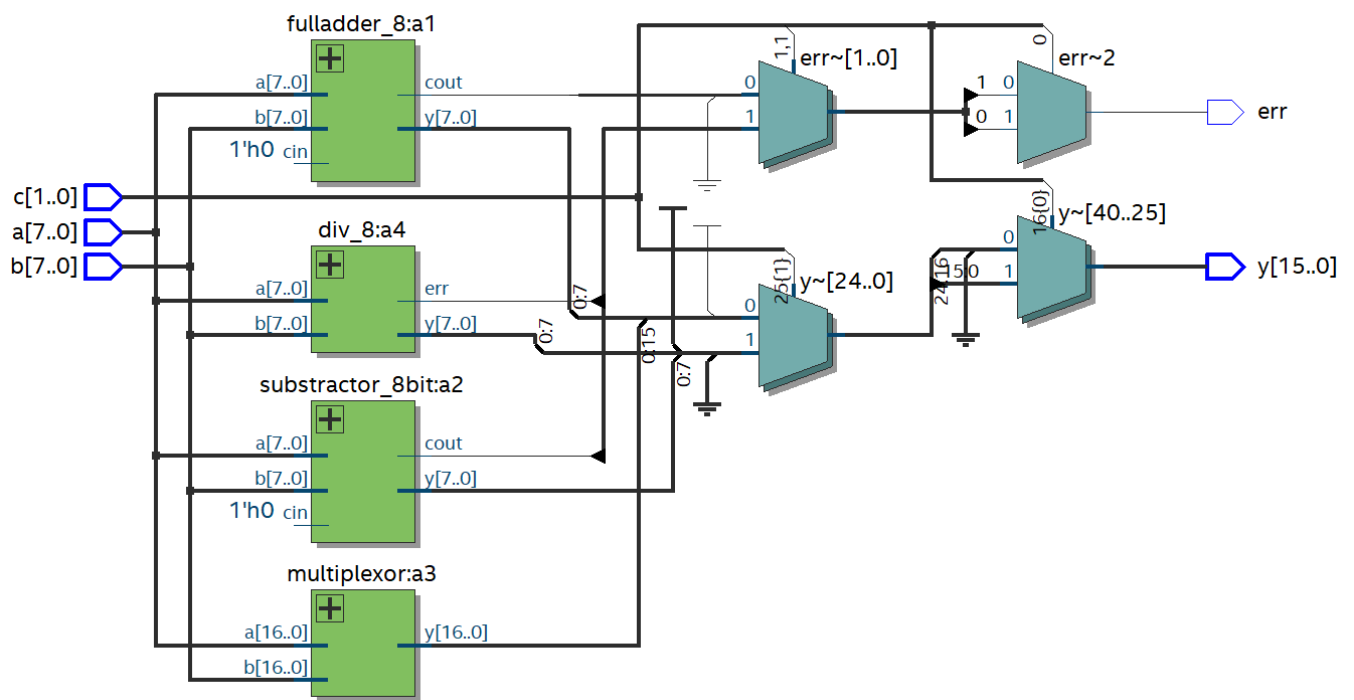 fulladder_8:a1
a[7..0]
cout
b[7..0]
y[7..0]
1'h0 cin
c[1..0]
a[7..0]
b[7..0]
div_8:a4
a[7..0]
err
b[7..0]
y[7..0]
substractor_8bit:a2
a[7..0]
cout
b[7..0]
y[7..0]
1'h0 cin
multiplexor:a3
a[16..0]
y[16..0]
b[16..0]
0:7
0:7
0:15
0:7
1,1
err~[1..0]
0
1
25{1}
y~[24..0]
0
1
0
err~2
1 0
0 1
err
24:16
15:0
16{0}
y~[40..25]
0
1
y[15..0]